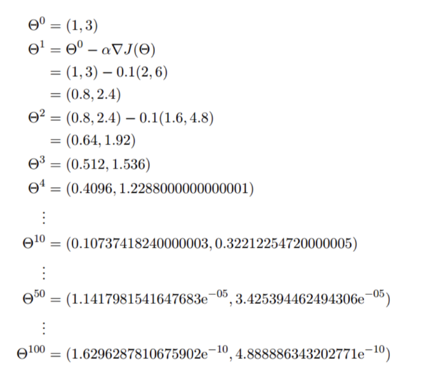 Θ⁰ = (1, 3)
Θ¹ = Θ⁰ − α∇J(Θ)
= (1, 3) − 0.1(2, 6)
= (0.8, 2.4)
Θ² = (0.8, 2.4) − 0.1(1.6, 4.8)
= (0.64, 1.92)
Θ³ = (0.512, 1.536)
Θ⁴ = (0.4096, 1.2288000000000001)
⋮
Θ¹⁰ = (0.10737418240000003, 0.32212254720000005)
⋮
Θ⁵⁰ = (1.1417981541647683e⁻⁰⁵, 3.425394462494306e⁻⁰⁵)
⋮
Θ¹⁰⁰ = (1.6296287810675902e⁻¹⁰, 4.888886343202771e⁻¹⁰)